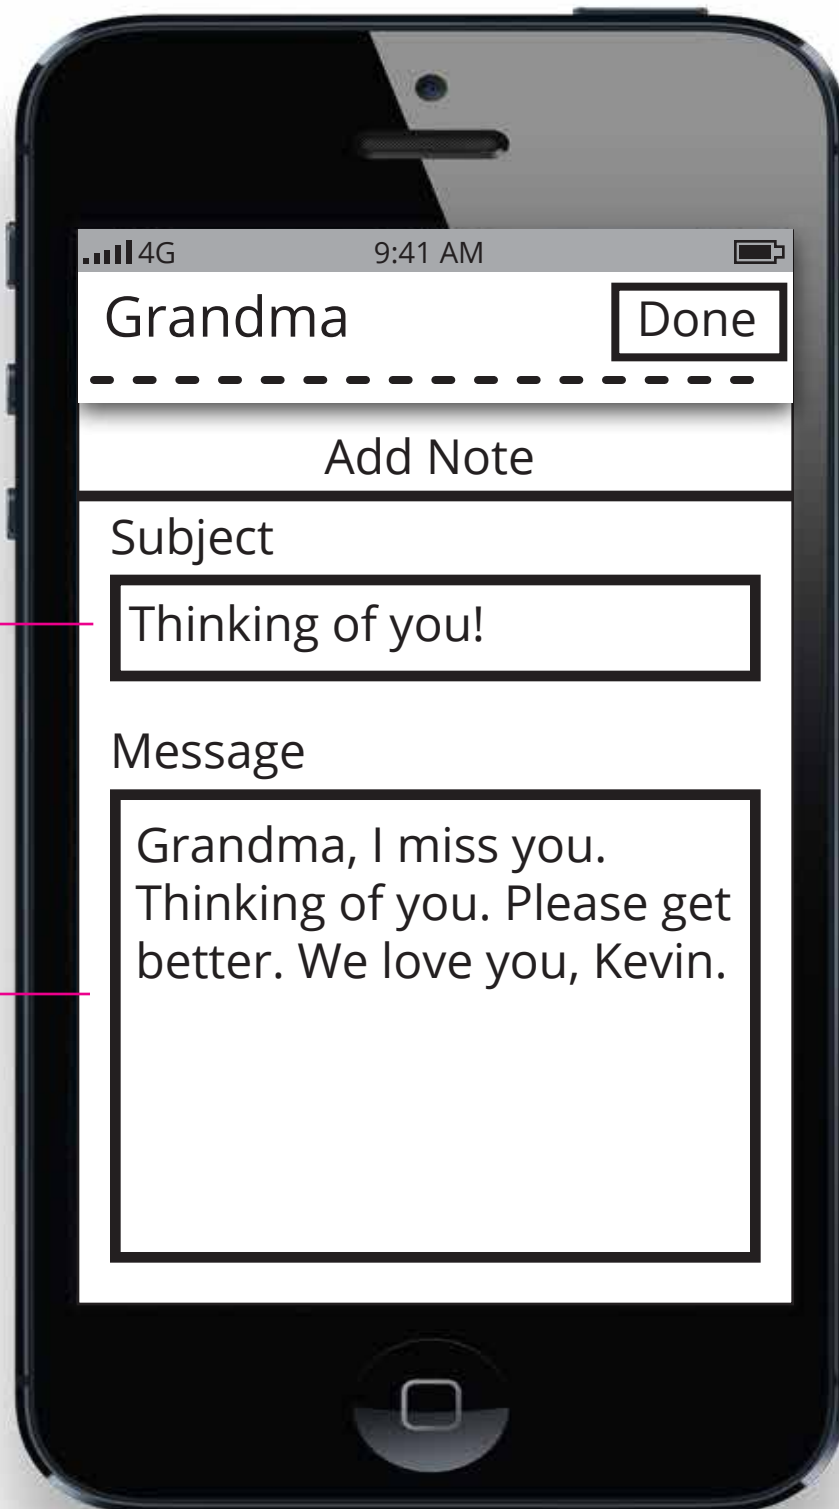 4G 9:41 AM
Grandma Done
Add Note
Subject
Thinking of you!
Message
Grandma, I miss you.
Thinking of you. Please get
better. We love you, Kevin.